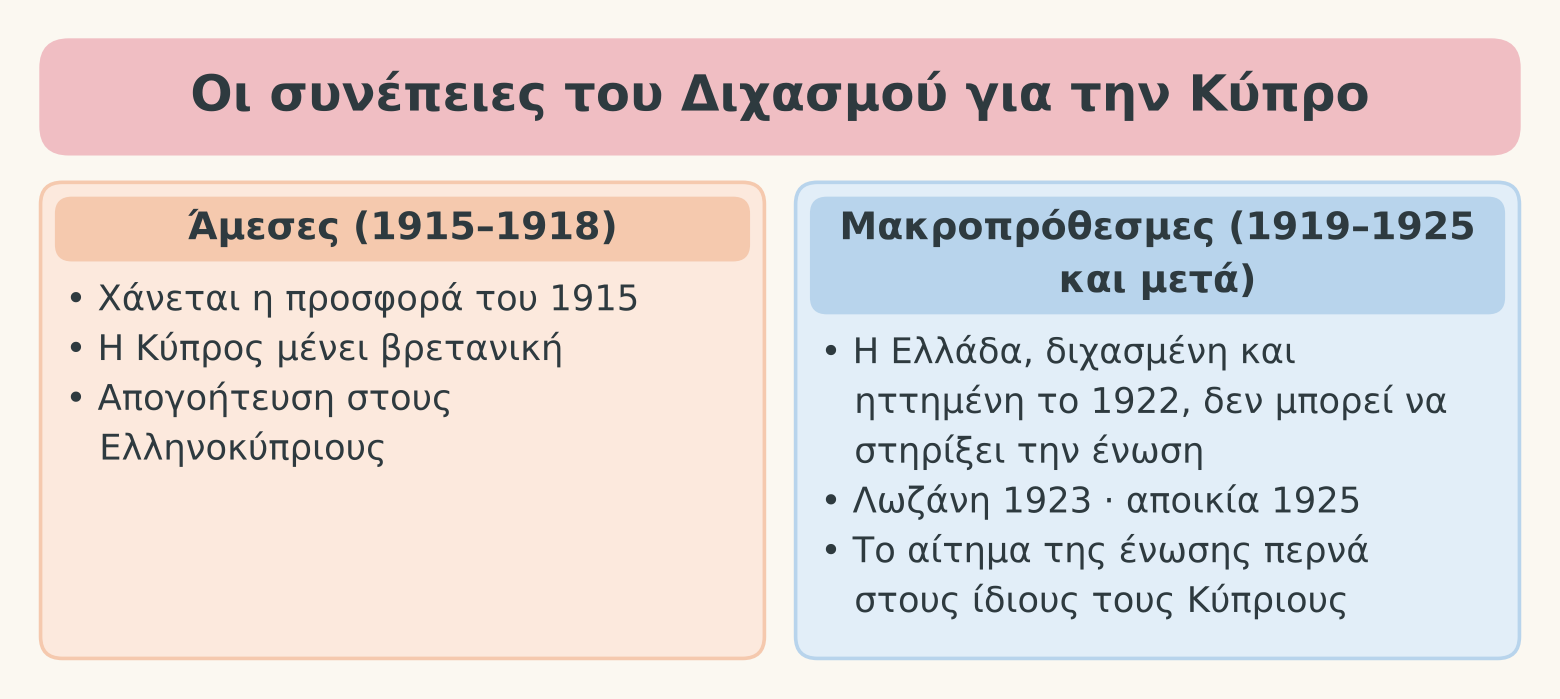 Οι συνέπειες του Διχασμού για την Κύπρο
Άμεσες (1915–1918)
• Χάνεται η προσφορά του 1915
• Η Κύπρος μένει βρετανική
• Απογοήτευση στους
Ελληνοκύπριους
Μακροπρόθεσμες (1919–1925
και μετά)
• Η Ελλάδα, διχασμένη και
ηττημένη το 1922, δεν μπορεί να
στηρίξει την ένωση
• Λωζάνη 1923 · αποικία 1925
• Το αίτημα της ένωσης περνά
στους ίδιους τους Κύπριους